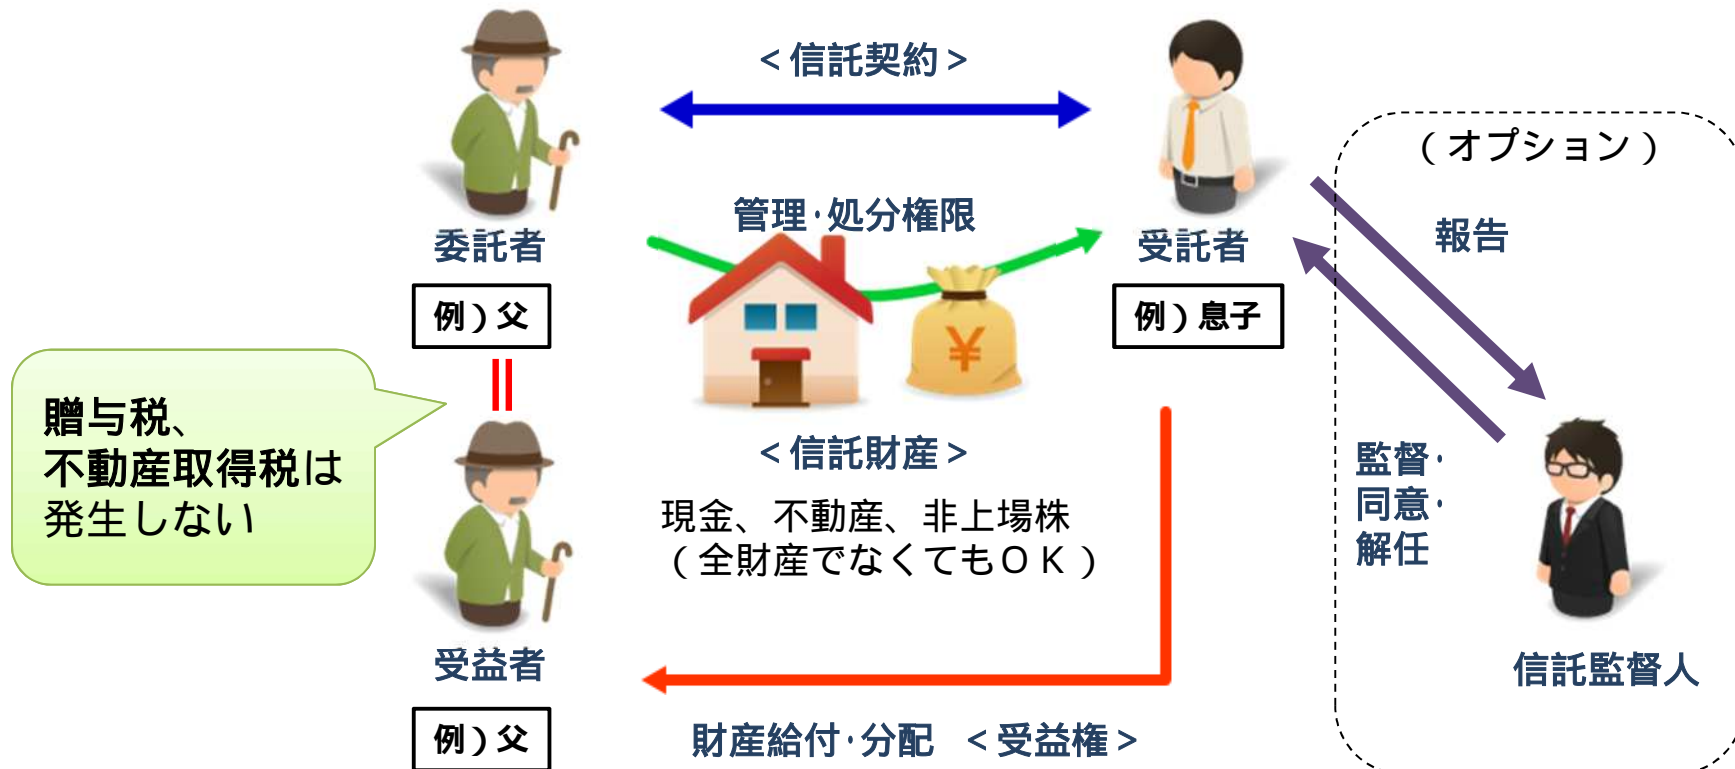 ＜信託契約＞
（オプション）
管理・処分権限
委託者
受託者
報告
例）父
例）息子
贈与税、
不動産取得税は
発生しない
￥
＜信託財産＞
現金、不動産、非上場株
（全財産でなくてもＯＫ）
監督・
同意・
解任
受益者
信託監督人
例）父
財産給付・分配　＜受益権＞